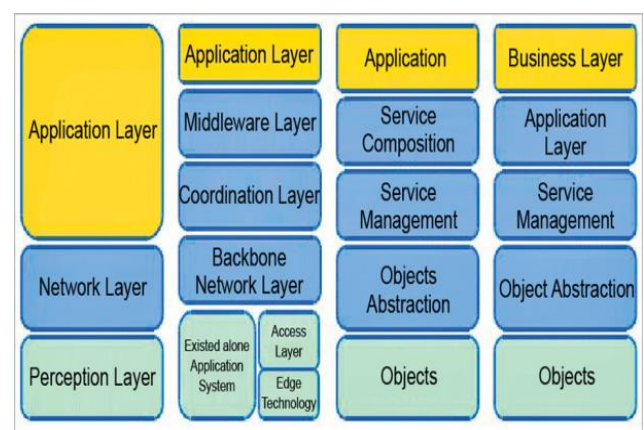 Application Layer
Network Layer
Perception Layer
Application Layer
Middleware Layer
Coordination Layer
Backbone
Network Layer
Existed alone
Application
System
Access
Layer
Edge
Technology
Application
Service
Composition
Service
Management
Objects
Abstraction
Objects
Business Layer
Application
Layer
Service
Management
Object Abstraction
Objects